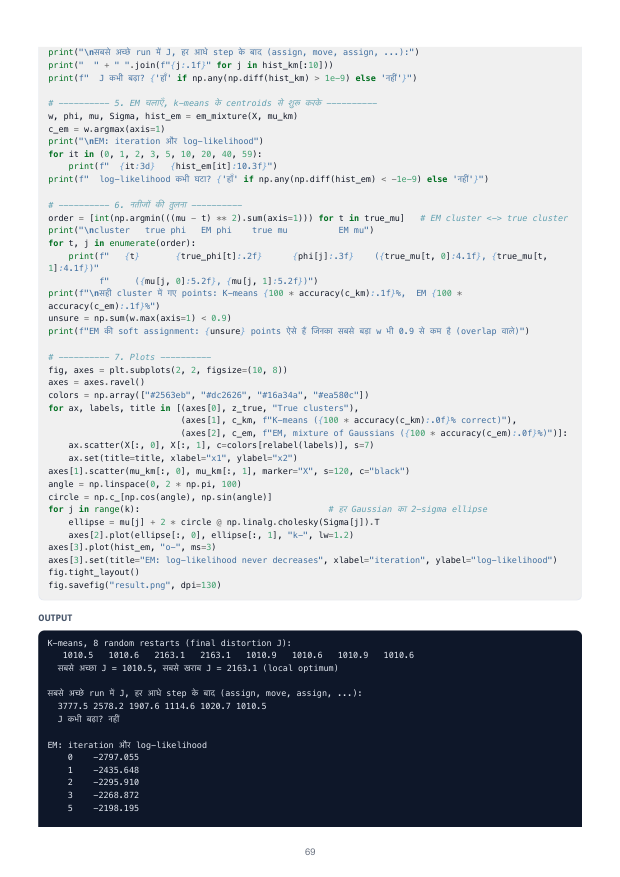 print("\nसबसे अच्छे run में J, हर आधे step के बाद (assign, move, assign, ...):")
print("  " + " ".join(f"{j:.1f}" for j in hist_km[:10]))
print(f"  J कभी बढ़ा? {'हाँ' if np.any(np.diff(hist_km) > 1e-9) else 'नहीं'}")

# ---------- 5. EM चलाएँ, k-means के centroids से शुरू करके ----------
w, phi, mu, Sigma, hist_em = em_mixture(X, mu_km)
c_em = w.argmax(axis=1)
print("\nEM: iteration और log-likelihood")
for it in (0, 1, 2, 3, 5, 10, 20, 40, 59):
    print(f"  {it:3d}   {hist_em[it]:10.3f}")
print(f"  log-likelihood कभी घटा? {'हाँ' if np.any(np.diff(hist_em) < -1e-9) else 'नहीं'}")

# ---------- 6. नतीजों की तुलना ----------
order = [int(np.argmin(((mu - t) ** 2).sum(axis=1))) for t in true_mu]   # EM cluster <-> true cluster
print("\ncluster   true phi   EM phi    true mu          EM mu")
for t, j in enumerate(order):
    print(f"   {t}       {true_phi[t]:.2f}      {phi[j]:.3f}    ({true_mu[t, 0]:4.1f}, {true_mu[t,
1]:4.1f})"
          f"     ({mu[j, 0]:5.2f}, {mu[j, 1]:5.2f})")
print(f"\nसही cluster में गए points: K-means {100 * accuracy(c_km):.1f}%,  EM {100 *
accuracy(c_em):.1f}%")
unsure = np.sum(w.max(axis=1) < 0.9)
print(f"EM की soft assignment: {unsure} points ऐसे हैं जिनका सबसे बड़ा w भी 0.9 से कम है (overlap वाले)")

# ---------- 7. Plots ----------
fig, axes = plt.subplots(2, 2, figsize=(10, 8))
axes = axes.ravel()
colors = np.array(["#2563eb", "#dc2626", "#16a34a", "#ea580c"])
for ax, labels, title in [(axes[0], z_true, "True clusters"),
                          (axes[1], c_km, f"K-means ({100 * accuracy(c_km):.0f}% correct)"),
                          (axes[2], c_em, f"EM, mixture of Gaussians ({100 * accuracy(c_em):.0f}%)")]:
    ax.scatter(X[:, 0], X[:, 1], c=colors[relabel(labels)], s=7)
    ax.set(title=title, xlabel="x1", ylabel="x2")
axes[1].scatter(mu_km[:, 0], mu_km[:, 1], marker="X", s=120, c="black")
angle = np.linspace(0, 2 * np.pi, 100)
circle = np.c_[np.cos(angle), np.sin(angle)]
for j in range(k):                                     # हर Gaussian का 2-sigma ellipse
    ellipse = mu[j] + 2 * circle @ np.linalg.cholesky(Sigma[j]).T
    axes[2].plot(ellipse[:, 0], ellipse[:, 1], "k-", lw=1.2)
axes[3].plot(hist_em, "o-", ms=3)
axes[3].set(title="EM: log-likelihood never decreases", xlabel="iteration", ylabel="log-likelihood")
fig.tight_layout()
fig.savefig("result.png", dpi=130)

OUTPUT

K-means, 8 random restarts (final distortion J):
   1010.5   1010.6   2163.1   2163.1   1010.9   1010.6   1010.9   1010.6
  सबसे अच्छा J = 1010.5, सबसे खराब J = 2163.1 (local optimum)

सबसे अच्छे run में J, हर आधे step के बाद (assign, move, assign, ...):
  3777.5 2578.2 1907.6 1114.6 1020.7 1010.5
  J कभी बढ़ा? नहीं

EM: iteration और log-likelihood
    0    -2797.055
    1    -2435.648
    2    -2295.910
    3    -2268.872
    5    -2198.195

69